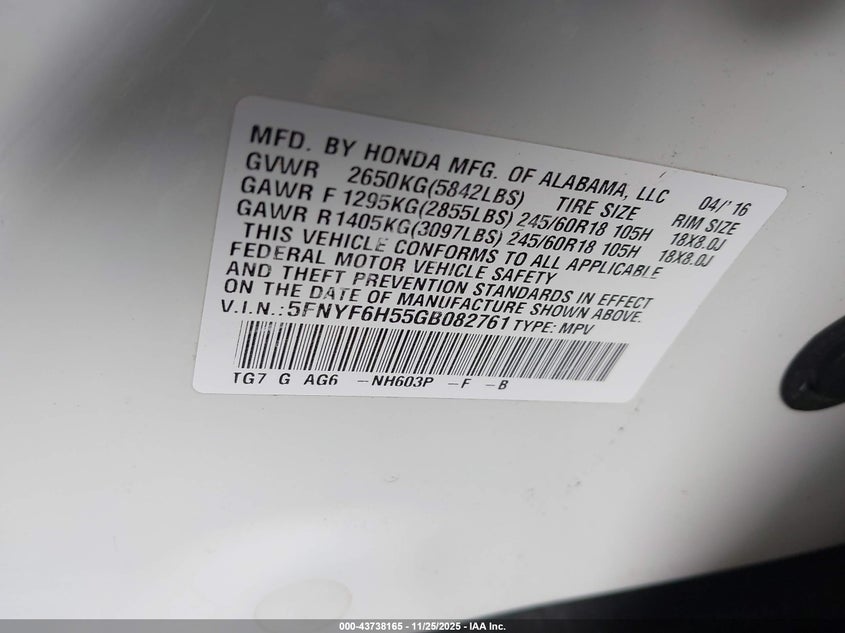 MFD. BY HONDA MFG. OF ALABAMA, LLC 04/'16
GVWR 2650KG(5842LBS) TIRE SIZE RIM SIZE
GAWR F 1295KG(2855LBS) 245/60R18 105H 18X8.0J
GAWR R 1405KG(3097LBS) 245/60R18 105H 18X8.0J
THIS VEHICLE CONFORMS TO ALL APPLICABLE
FEDERAL MOTOR VEHICLE SAFETY
AND THEFT PREVENTION STANDARDS IN EFFECT
ON THE DATE OF MANUFACTURE SHOWN ABOVE.
V.I.N.:5FNYF6H55GB082761 TYPE: MPV
TG7 G AG6 -NH603P -F -B
000-43738165 - 11/25/2025 - IAA Inc.